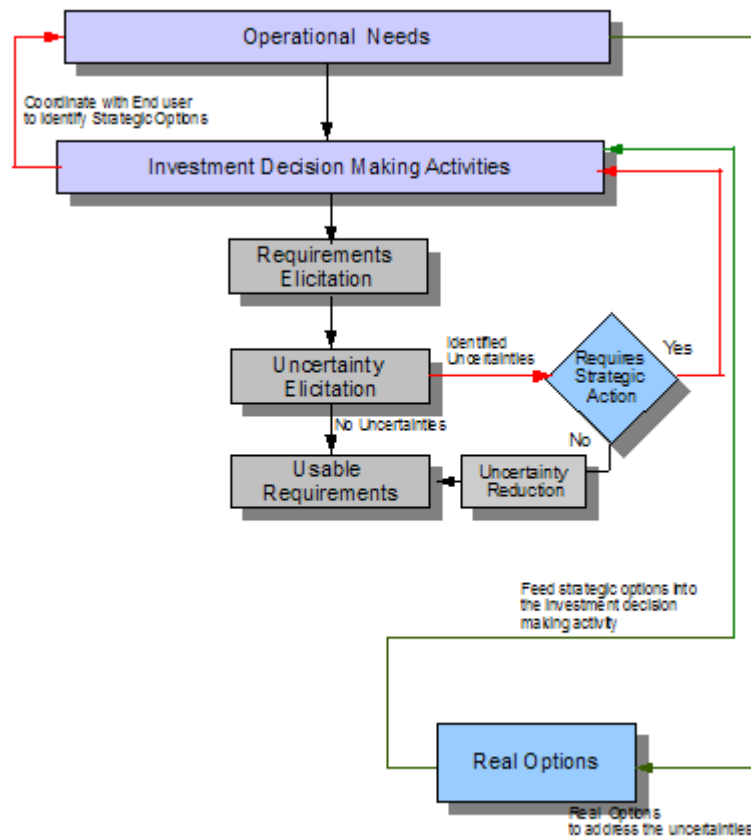 Operational Needs
Coordinate with End user
to Identify Strategic Options
Investment Decision Making Activities
Requirements
Elicitation
Uncertainty
Elicitation
Identified
Uncertainties
Requires
Strategic
Action
Yes
No Uncertainties
No
Usable
Requirements
Uncertainty
Reduction
Feed strategic options into
the investment decision
making activity
Real Options
Real Options
to address the uncertainties